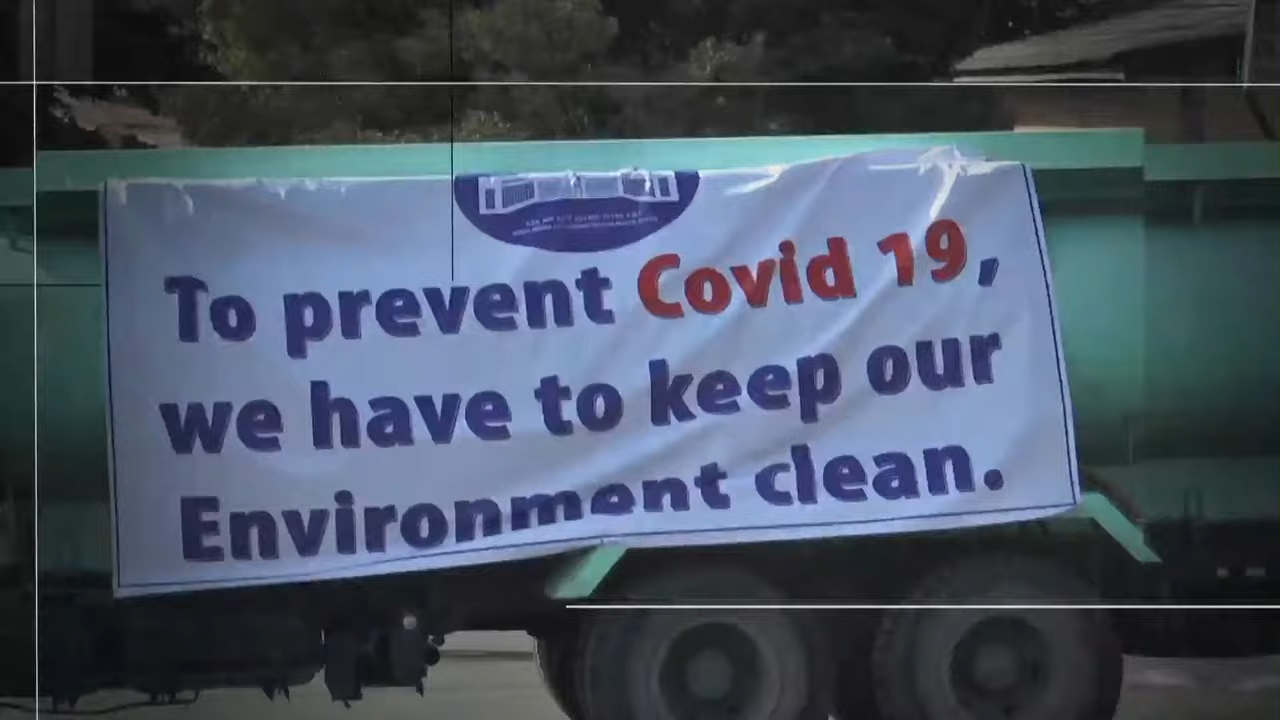 To prevent Covid 19,
we have to keep our
Environment clean.